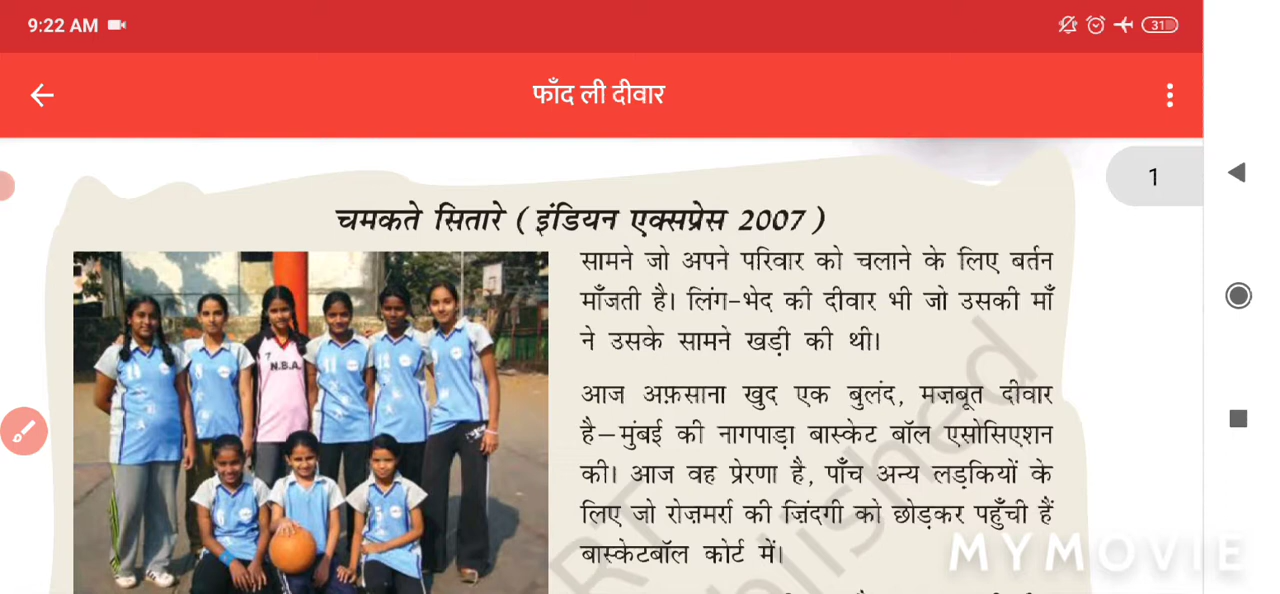 9:22 AM
31
फाँद ली दीवार
1
चमकते सितारे ( इंडियन एक्सप्रेस 2007 )
सामने जो अपने परिवार को चलाने के लिए बर्तन
माँजती है। लिंग-भेद की दीवार भी जो उसकी माँ
ने उसके सामने खड़ी की थी।
आज अफ़साना खुद एक बुलंद, मज़बूत दीवार
है—मुंबई की नागपाड़ा बास्केट बॉल एसोसिएशन
की। आज वह प्रेरणा है, पाँच अन्य लड़कियों के
लिए जो रोज़मर्रा की ज़िंदगी को छोड़कर पहुँची हैं
बास्केटबॉल कोर्ट में।
7
N.B.A.
MYMOVIE